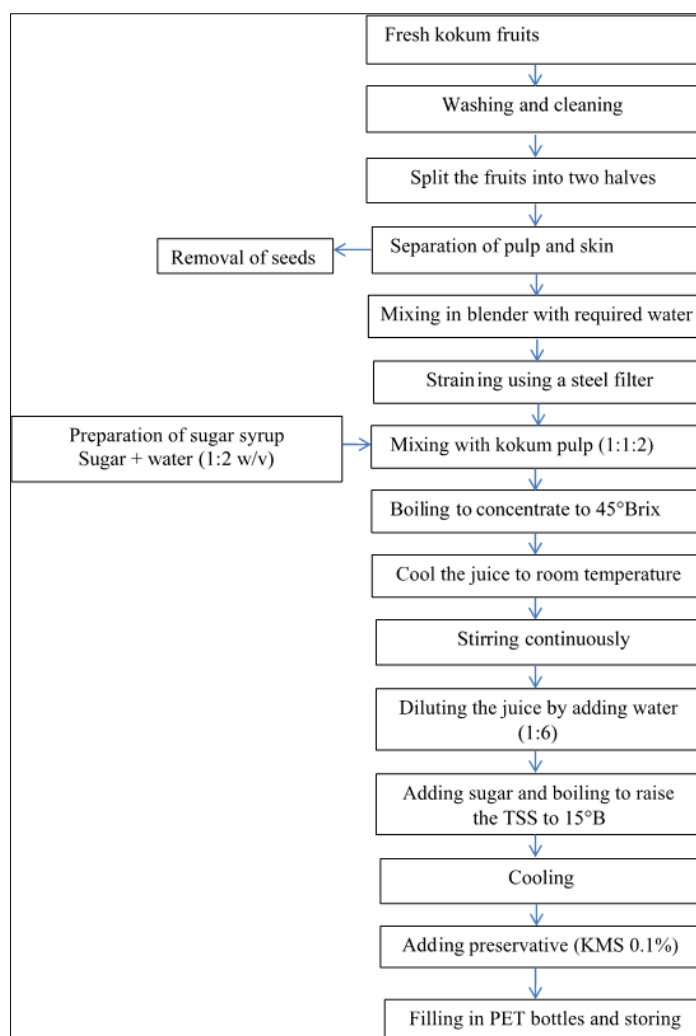 Fresh kokum fruits
Washing and cleaning
Split the fruits into two halves
Separation of pulp and skin
Removal of seeds
Mixing in blender with required water
Straining using a steel filter
Preparation of sugar syrup
Sugar + water (1:2 w/v)
Mixing with kokum pulp (1:1:2)
Boiling to concentrate to 45°Brix
Cool the juice to room temperature
Stirring continuously
Diluting the juice by adding water
(1:6)
Adding sugar and boiling to raise
the TSS to 15°B
Cooling
Adding preservative (KMS 0.1%)
Filling in PET bottles and storing